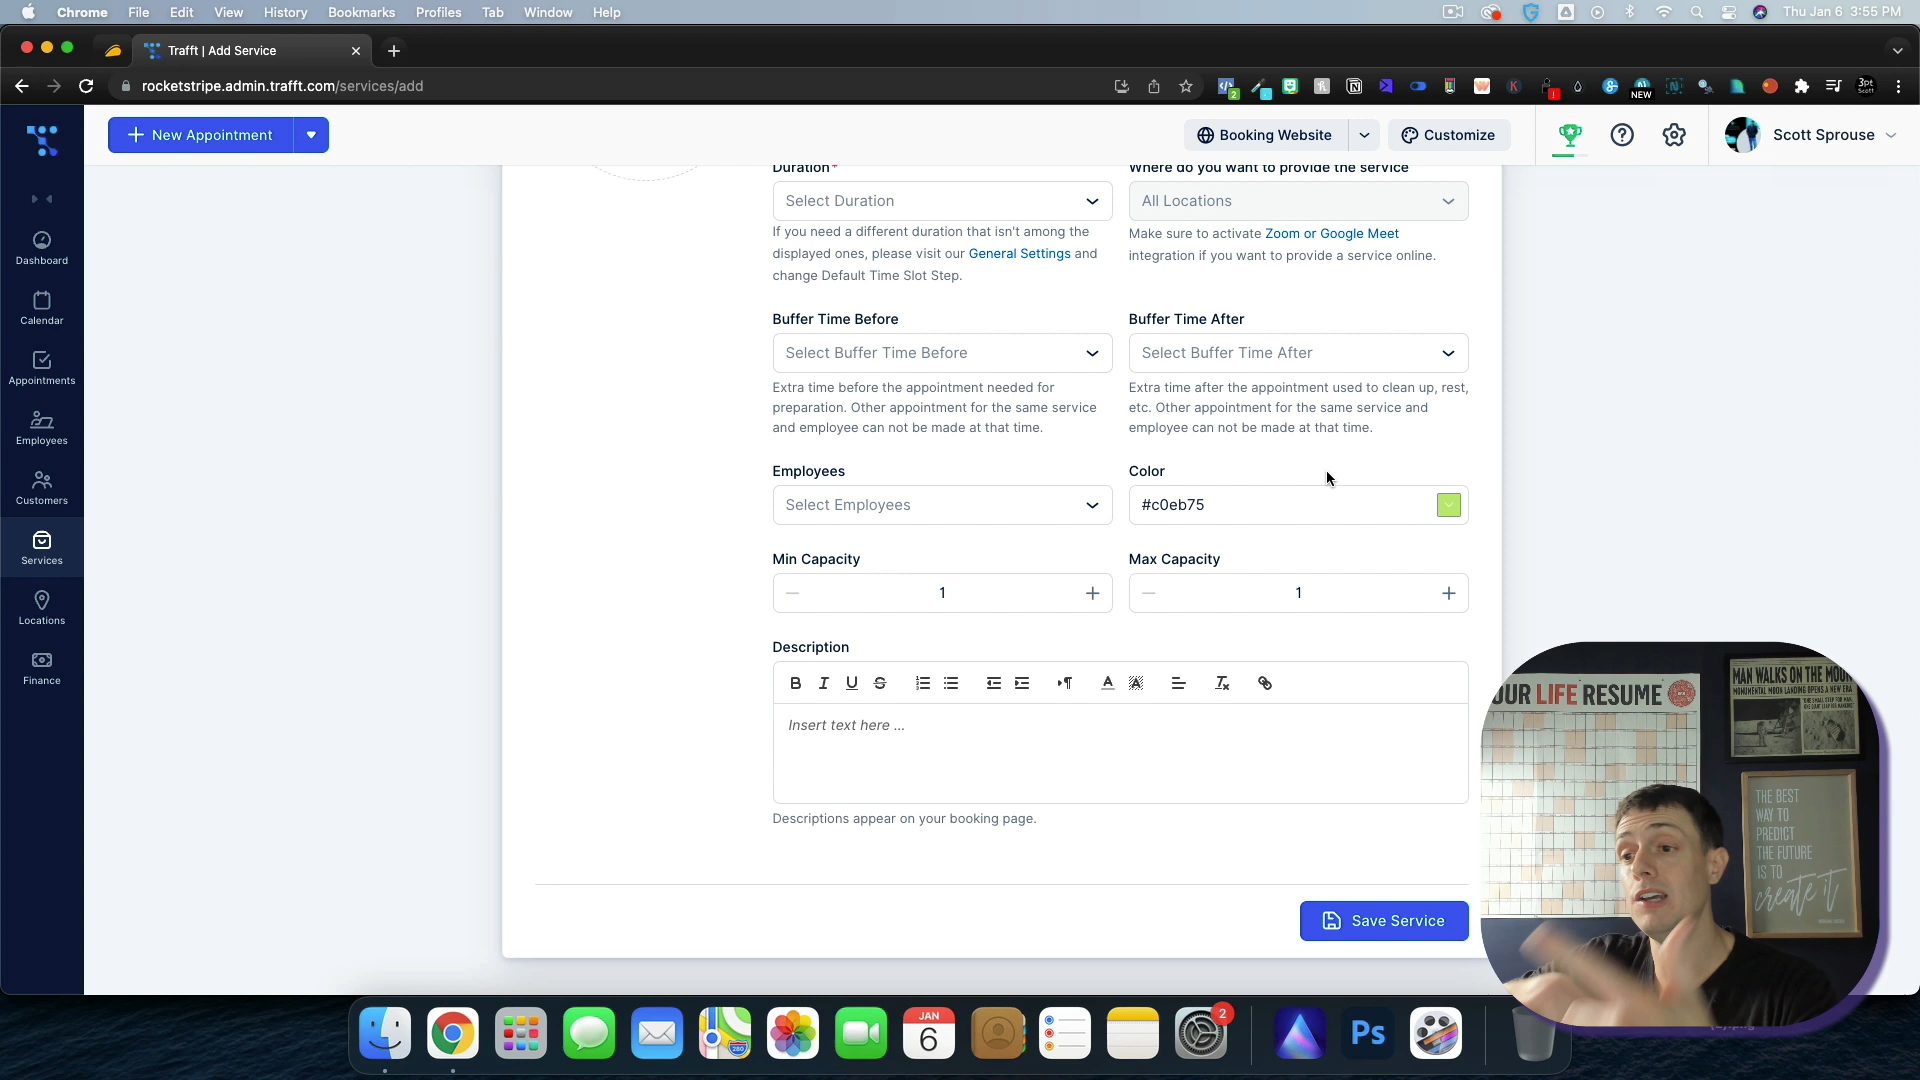 Chrome File Edit View History Bookmarks Profiles Tab Window Help
Thu Jan 6 3:55 PM
Trafft | Add Service
rocketstripe.admin.trafft.com/services/add
2
NEW
3pt
Scott
New Appointment
Booking Website
Customize
Scott Sprouse
Dashboard
Calendar
Appointments
Employees
Customers
Services
Locations
Finance
Duration*
Where do you want to provide the service
Select Duration
All Locations
If you need a different duration that isn't among the
displayed ones, please visit our General Settings and
change Default Time Slot Step.
Make sure to activate Zoom or Google Meet
integration if you want to provide a service online.
Buffer Time Before
Buffer Time After
Select Buffer Time Before
Select Buffer Time After
Extra time before the appointment needed for
preparation. Other appointment for the same service
and employee can not be made at that time.
Extra time after the appointment used to clean up, rest,
etc. Other appointment for the same service and
employee can not be made at that time.
Employees
Color
Select Employees
#c0eb75
Min Capacity
Max Capacity
1
1
Description
Insert text here ...
Descriptions appear on your booking page.
Save Service
OUR LIFE RESUME
MAN WALKS ON THE MOON
THE BEST
WAY TO
PREDICT
THE FUTURE
IS TO
create it
JAN
6
2
280
Ps